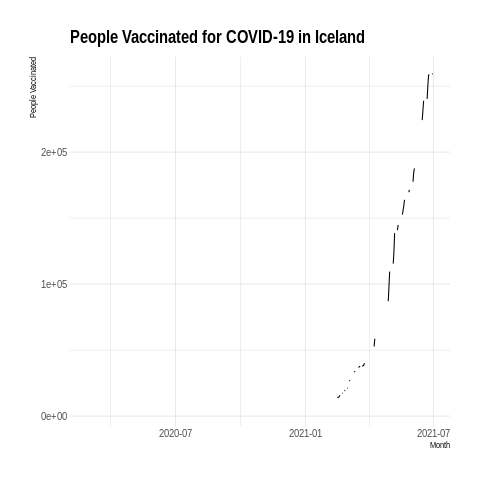 People Vaccinated for COVID-19 in Iceland
People Vaccinated
2e+05
1e+05
0e+00
2020-07
2021-01
2021-07
Month